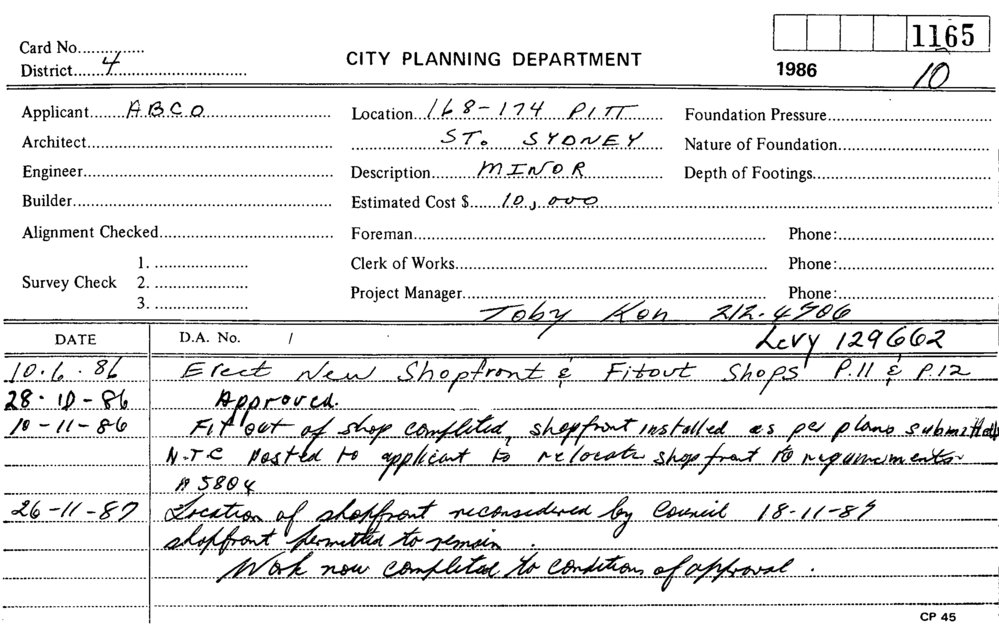 Card No...............
CITY PLANNING DEPARTMENT
1165
District.....4.........................
1986
10
Applicant.......ABCO.......................
Location...168-174 PITT
Foundation Pressure.............................
Architect...........................................
ST. SYDNEY
Nature of Foundation...........................
Engineer............................................
Description.........MINOR...............
Depth of Footings................................
Builder..............................................
Estimated Cost $......10,000............
Alignment Checked...............................
Foreman.............................................................
Phone:...........................
1. .....................
Clerk of Works......................................................
Phone:...........................
Survey Check 2. .....................
3. .....................
Project Manager....................................................
Phone:...........................
Toby Kon 212.4706
DATE
D.A. No. /
Levy 129662
10.6.86 Erect New Shopfront & Fitout Shops P.11 & P.12
28-10-86 Approved.
10-11-86 Fit out of shop completed, shopfront installed as per plans submitted
N.T.C posted to applicant to relocate shop front to requirements.
A5804
26-11-87 Location of shopfront reconsidered by Council 18-11-87
shopfront permitted to remain.
Work now completed to conditions of approval.
CP 45